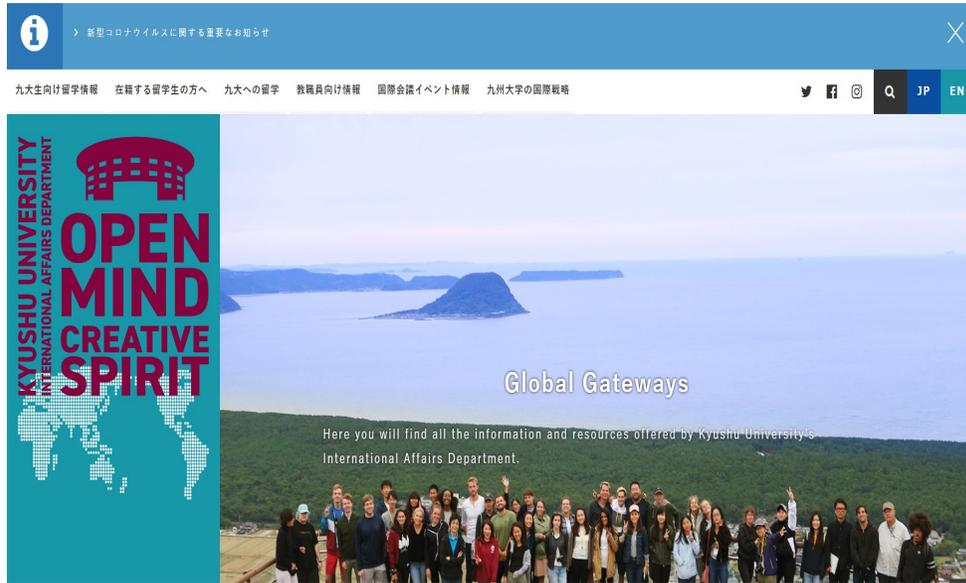 新型コロナウイルスに関する重要なお知らせ
九大生向け留学情報 在籍する留学生の方へ 九大への留学 教職員向け情報 国際会議イベント情報 九州大学の国際戦略 JP EN
KYUSHU UNIVERSITY
INTERNATIONAL AFFAIRS DEPARTMENT
OPEN
MIND
CREATIVE
SPIRIT
Global Gateways
Here you will find all the information and resources offered by Kyushu University's
International Affairs Department.